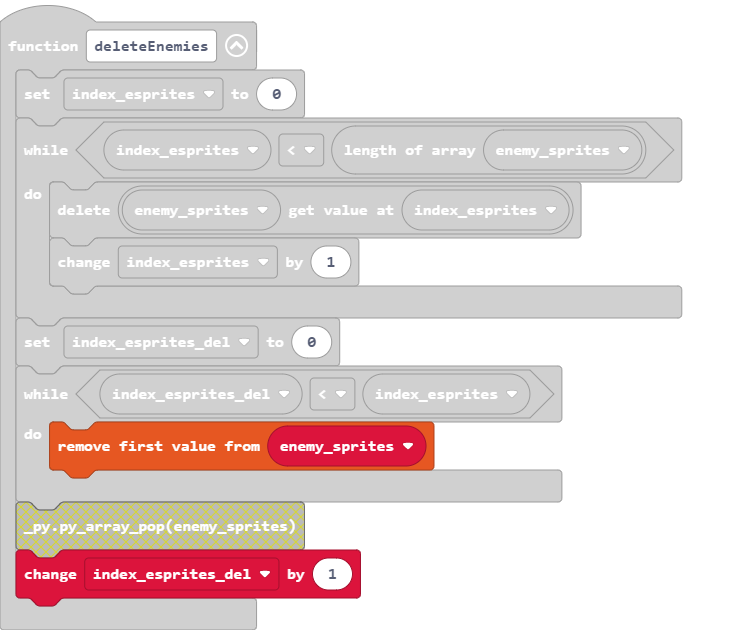 function deleteEnemies
set index_esprites to 0
while index_esprites < length of array enemy_sprites
do
delete enemy_sprites get value at index_esprites
change index_esprites by 1
set index_esprites_del to 0
while index_esprites_del < index_esprites
do
remove first value from enemy_sprites
_py.py_array_pop(enemy_sprites)
change index_esprites_del by 1